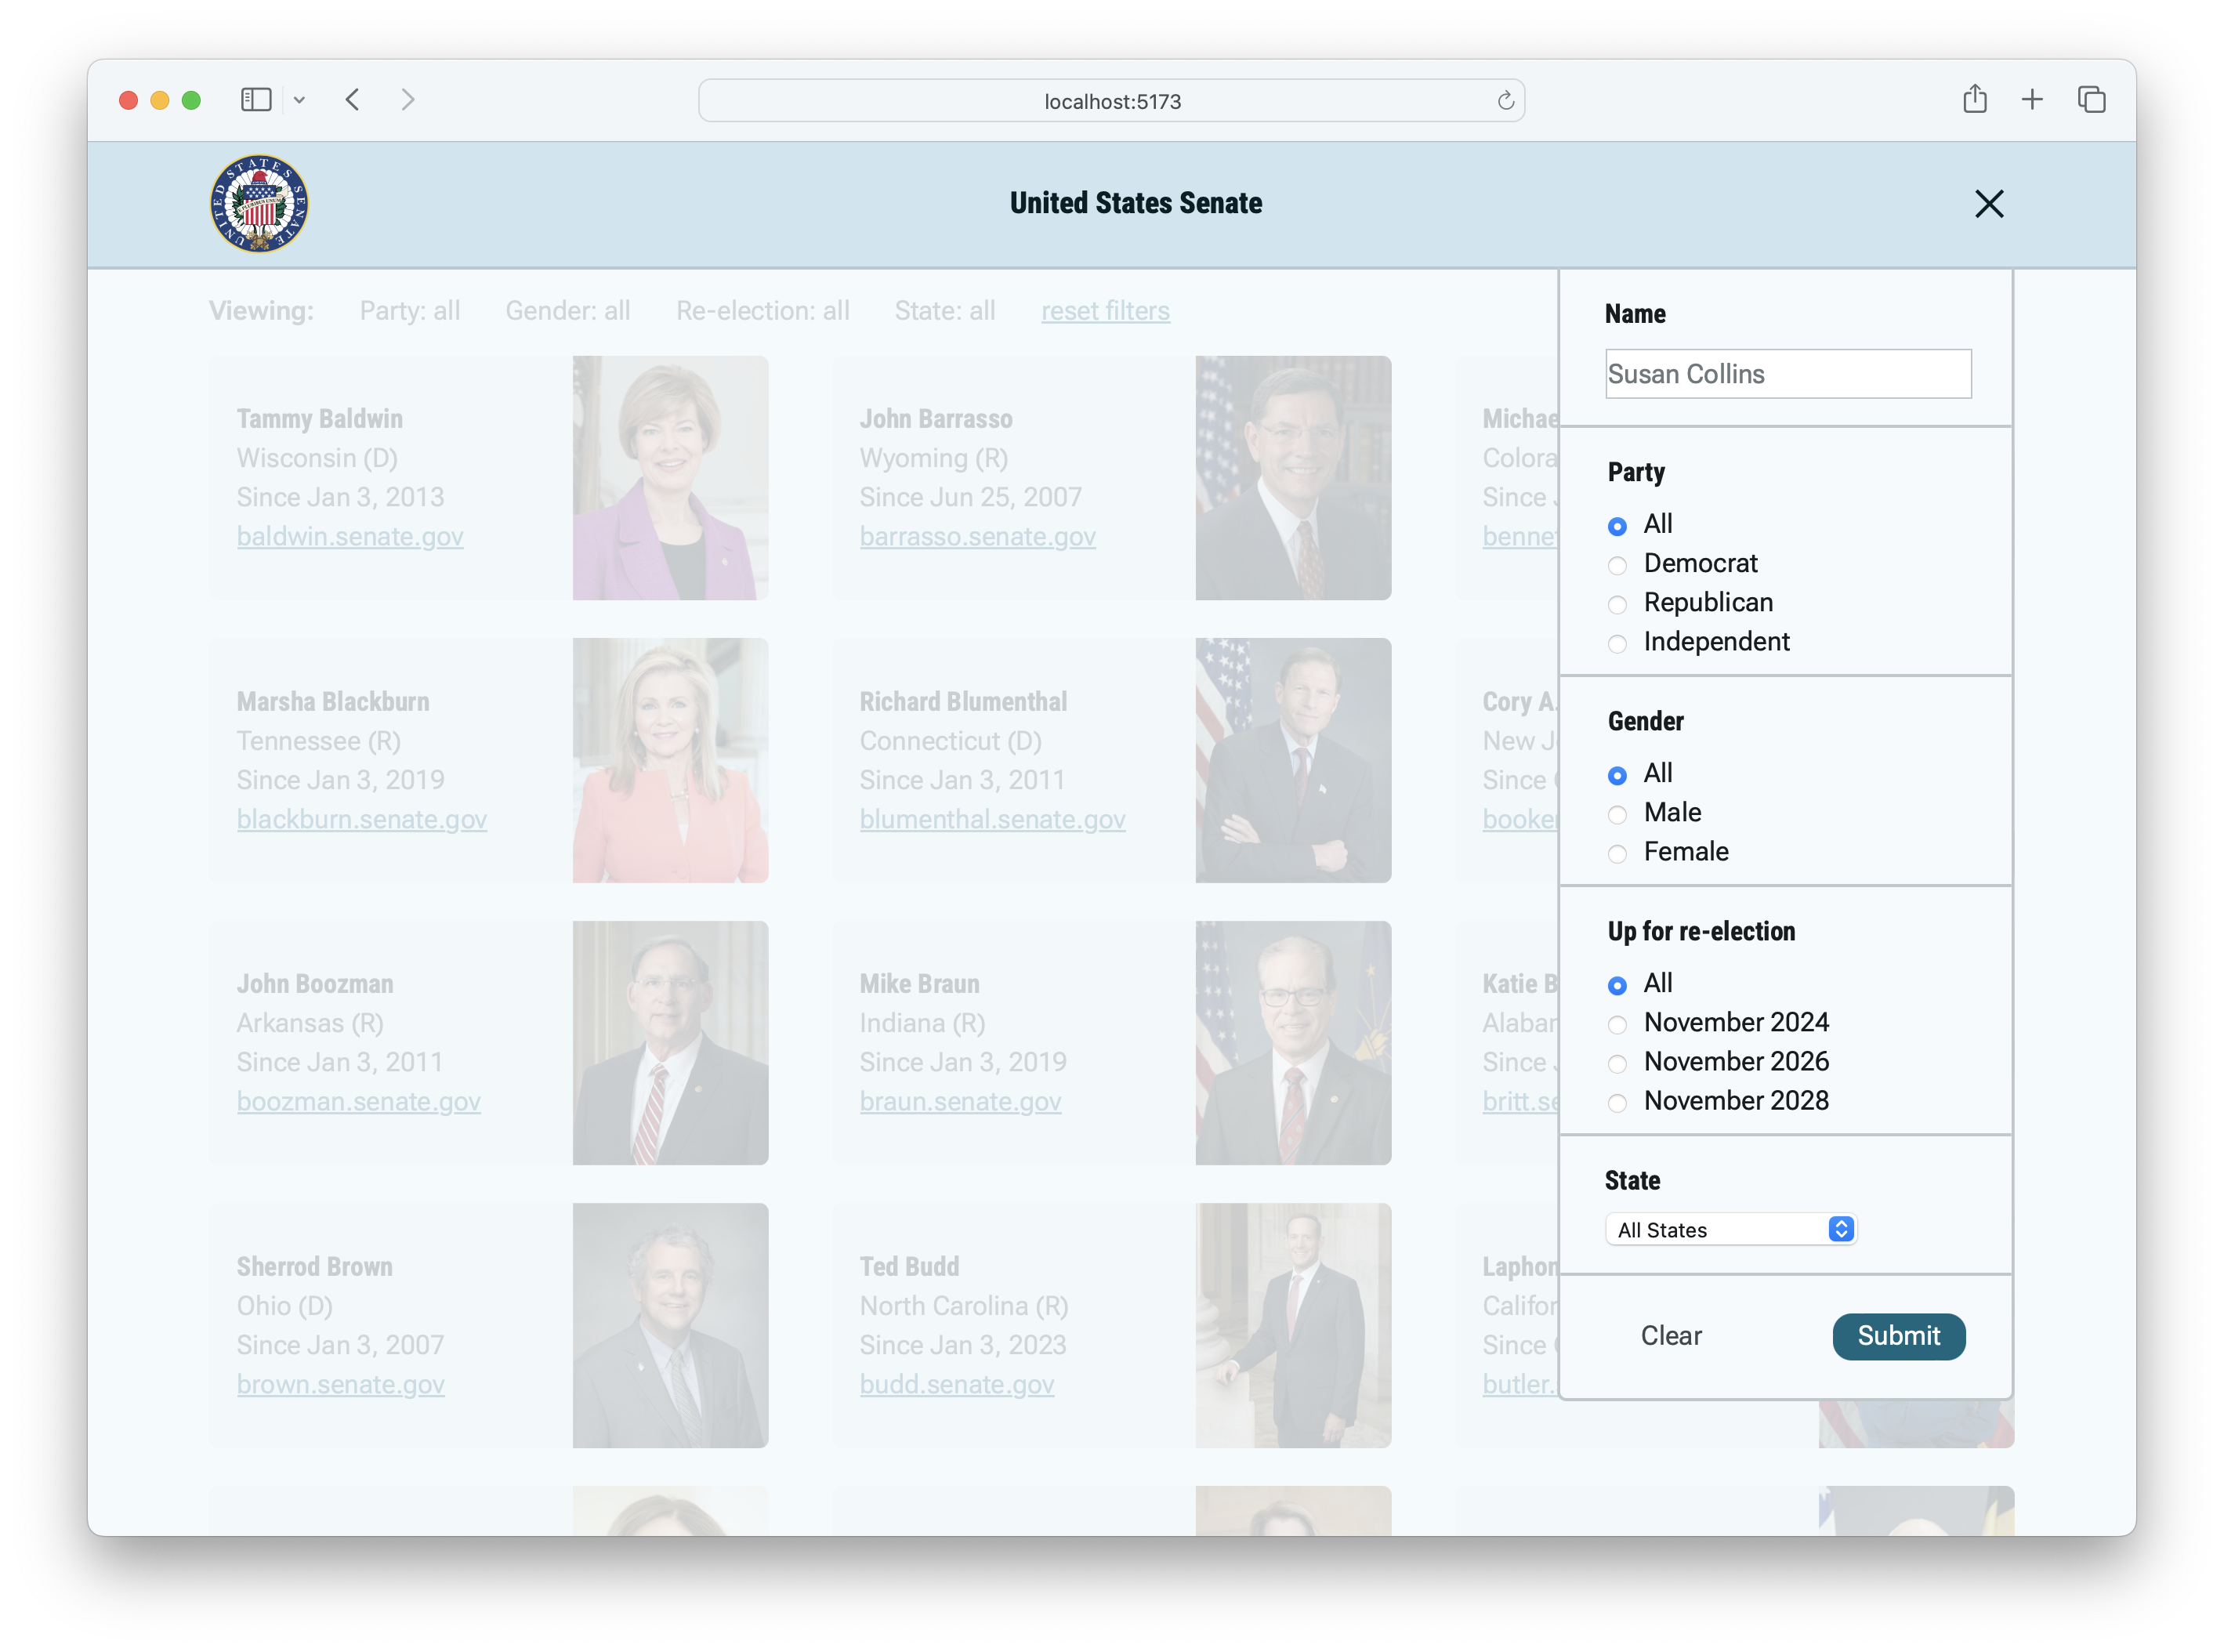 localhost:5173
UNITED STATES SENATE
United States Senate
Viewing: Party: all Gender: all Re-election: all State: all reset filters
Tammy Baldwin
Wisconsin (D)
Since Jan 3, 2013
baldwin.senate.gov
John Barrasso
Wyoming (R)
Since Jun 25, 2007
barrasso.senate.gov
Michae
Colora
Since J
bennet
Marsha Blackburn
Tennessee (R)
Since Jan 3, 2019
blackburn.senate.gov
Richard Blumenthal
Connecticut (D)
Since Jan 3, 2011
blumenthal.senate.gov
Cory A.
New J
Since
booker
John Boozman
Arkansas (R)
Since Jan 3, 2011
boozman.senate.gov
Mike Braun
Indiana (R)
Since Jan 3, 2019
braun.senate.gov
Katie B
Alabar
Since J
britt.se
Sherrod Brown
Ohio (D)
Since Jan 3, 2007
brown.senate.gov
Ted Budd
North Carolina (R)
Since Jan 3, 2023
budd.senate.gov
Laphon
Califor
Since
butler.
Name
Susan Collins
Party
All
Democrat
Republican
Independent
Gender
All
Male
Female
Up for re-election
All
November 2024
November 2026
November 2028
State
All States
Clear
Submit